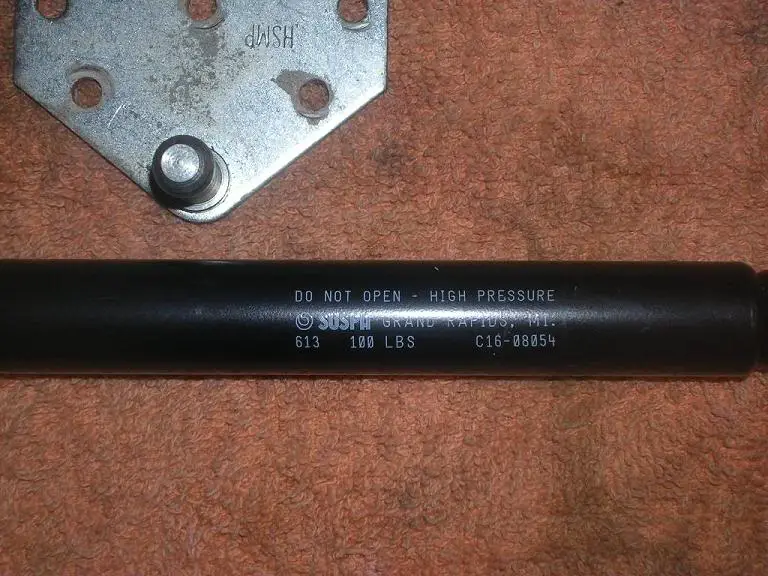 HSMP
DO NOT OPEN - HIGH PRESSURE
SUSPA GRAND RAPIDS, MI.
613 100 LBS C16-08054